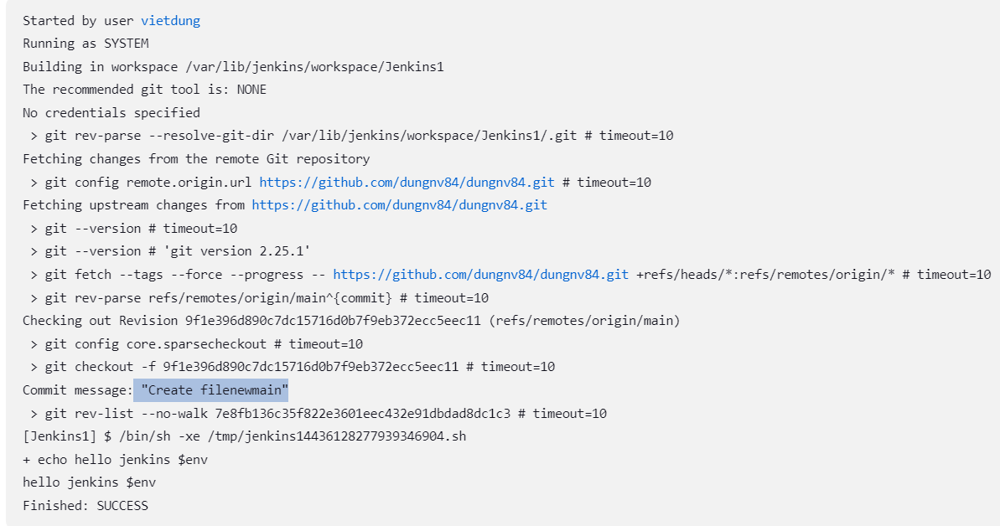 Started by user vietdung
Running as SYSTEM
Building in workspace /var/lib/jenkins/workspace/Jenkins1
The recommended git tool is: NONE
No credentials specified
> git rev-parse --resolve-git-dir /var/lib/jenkins/workspace/Jenkins1/.git # timeout=10
Fetching changes from the remote Git repository
> git config remote.origin.url https://github.com/dungnv84/dungnv84.git # timeout=10
Fetching upstream changes from https://github.com/dungnv84/dungnv84.git
> git --version # timeout=10
> git --version # 'git version 2.25.1'
> git fetch --tags --force --progress -- https://github.com/dungnv84/dungnv84.git +refs/heads/*:refs/remotes/origin/* # timeout=10
> git rev-parse refs/remotes/origin/main^{commit} # timeout=10
Checking out Revision 9f1e396d890c7dc15716d0b7f9eb372ecc5eec11 (refs/remotes/origin/main)
> git config core.sparsecheckout # timeout=10
> git checkout -f 9f1e396d890c7dc15716d0b7f9eb372ecc5eec11 # timeout=10
Commit message: "Create filenewmain"
> git rev-list --no-walk 7e8fb136c35f822e3601eec432e91dbdad8dc1c3 # timeout=10
[Jenkins1] $ /bin/sh -xe /tmp/jenkins14436128277939346904.sh
+ echo hello jenkins $env
hello jenkins $env
Finished: SUCCESS